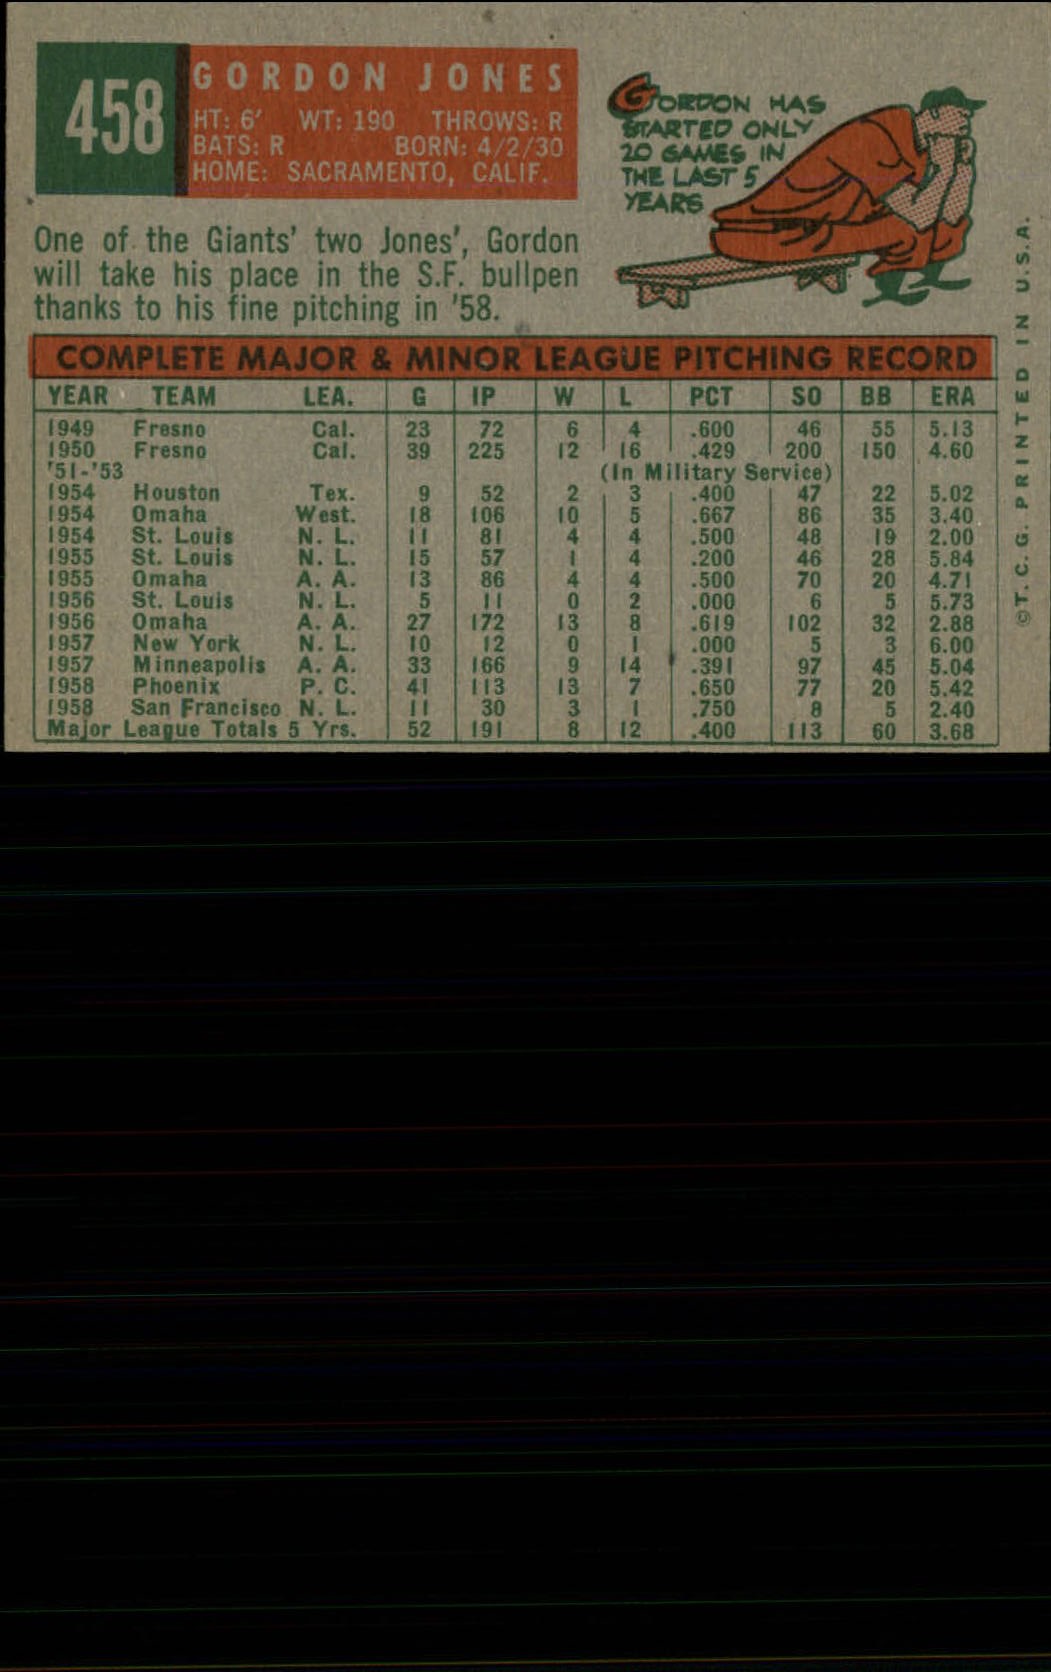 458
GORDON JONES
HT: 6' WT: 190 THROWS: R
BATS: R BORN: 4/2/30
HOME: SACRAMENTO, CALIF.
GORDON HAS
STARTED ONLY
20 GAMES IN
THE LAST 5
YEARS
One of the Giants' two Jones', Gordon
will take his place in the S.F. bullpen
thanks to his fine pitching in '58.
COMPLETE MAJOR & MINOR LEAGUE PITCHING RECORD
YEAR TEAM LEA. G IP W L PCT SO BB ERA
1949 Fresno Cal. 23 72 6 4 .600 46 55 5.13
1950 Fresno Cal. 39 225 12 16 .429 200 150 4.60
'51-'53 (In Military Service)
1954 Houston Tex. 9 52 2 3 .400 47 22 5.02
1954 Omaha West. 18 106 10 5 .667 86 35 3.40
1954 St. Louis N. L. 11 81 4 4 .500 48 19 2.00
1955 St. Louis N. L. 15 57 1 4 .200 46 28 5.84
1955 Omaha A. A. 13 86 4 4 .500 70 20 4.71
1956 St. Louis N. L. 5 11 0 2 .000 6 5 5.73
1956 Omaha A. A. 27 172 13 8 .619 102 32 2.88
1957 New York N. L. 10 12 0 1 .000 5 3 6.00
1957 Minneapolis A. A. 33 166 9 14 .391 97 45 5.04
1958 Phoenix P. C. 41 113 13 7 .650 77 20 5.42
1958 San Francisco N. L. 11 30 3 1 .750 8 5 2.40
Major League Totals 5 Yrs. 52 191 8 12 .400 113 60 3.68
©T. C. G. PRINTED IN U.S.A.